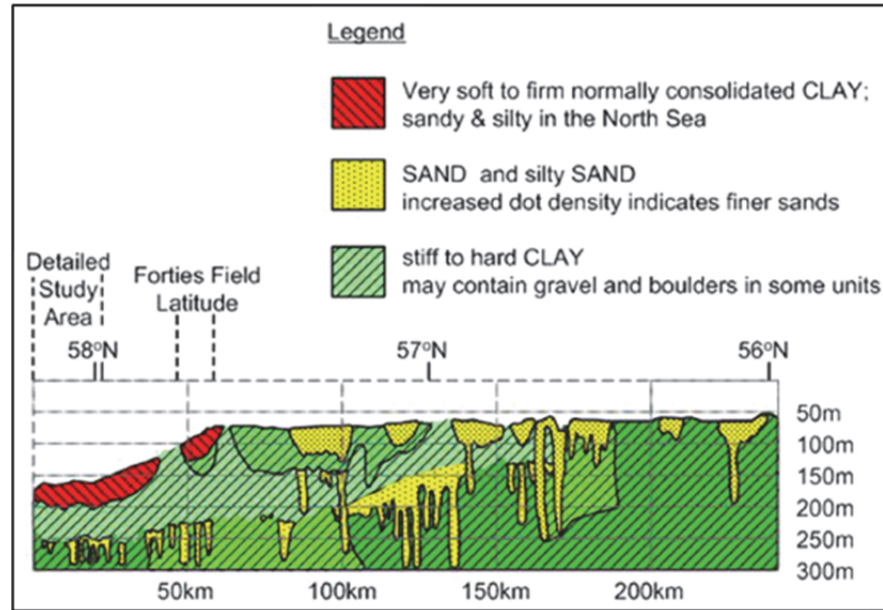 Legend
Very soft to firm normally consolidated CLAY;
sandy & silty in the North Sea
SAND and silty SAND
increased dot density indicates finer sands
stiff to hard CLAY
may contain gravel and boulders in some units
Detailed
Study
Area
Forties Field
Latitude
58°N
57°N
56°N
50m
100m
150m
200m
250m
300m
50km
100km
150km
200km